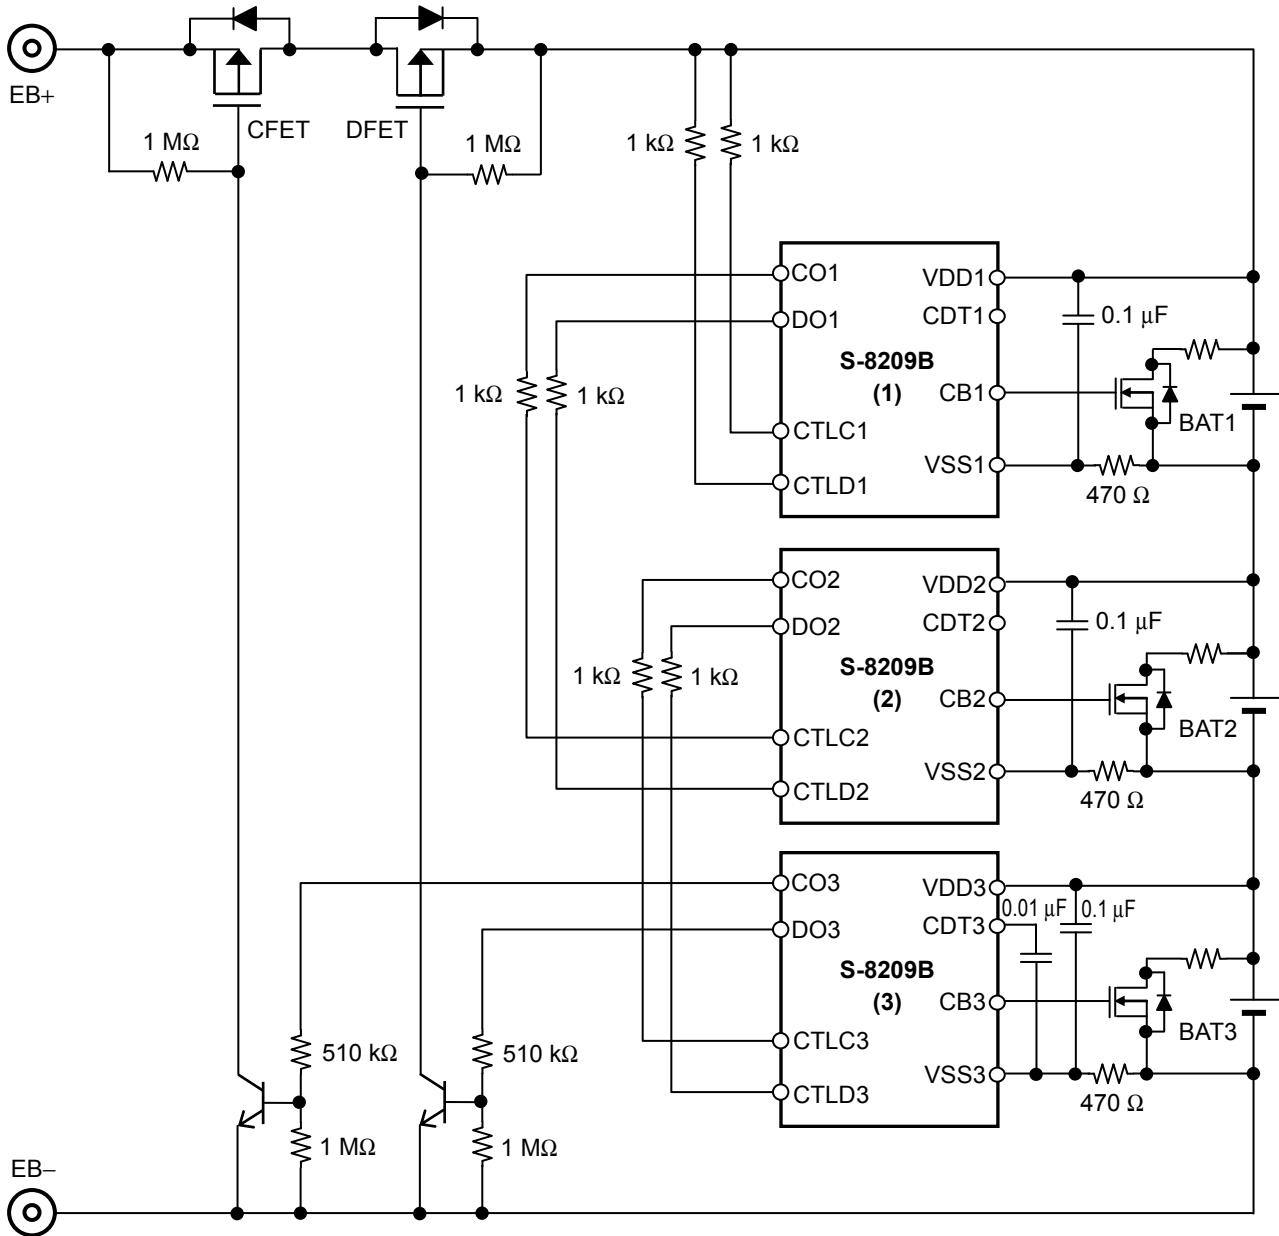 EB+
CFET
DFET
1 MΩ
1 MΩ
1 kΩ
1 kΩ
CO1
VDD1
DO1
CDT1
0.1 µF
S-8209B
(1)
1 kΩ
1 kΩ
CB1
BAT1
CTLC1
VSS1
CTLD1
470 Ω
CO2
VDD2
DO2
CDT2
0.1 µF
S-8209B
(2)
1 kΩ
1 kΩ
CB2
BAT2
CTLC2
VSS2
CTLD2
470 Ω
CO3
VDD3
0.01 µF
0.1 µF
DO3
CDT3
S-8209B
(3)
CB3
BAT3
510 kΩ
510 kΩ
CTLC3
VSS3
CTLD3
470 Ω
1 MΩ
1 MΩ
EB−